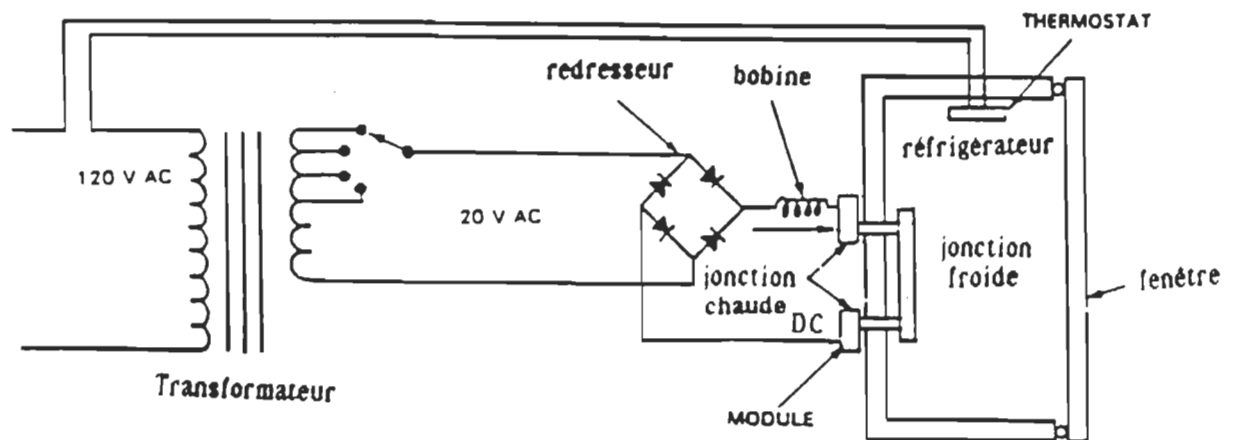 THERMOSTAT
redresseur
bobine
120 V AC
réfrigérateur
20 V AC
jonction
chaude
jonction
froide
fenêtre
DC
Transformateur
MODULE